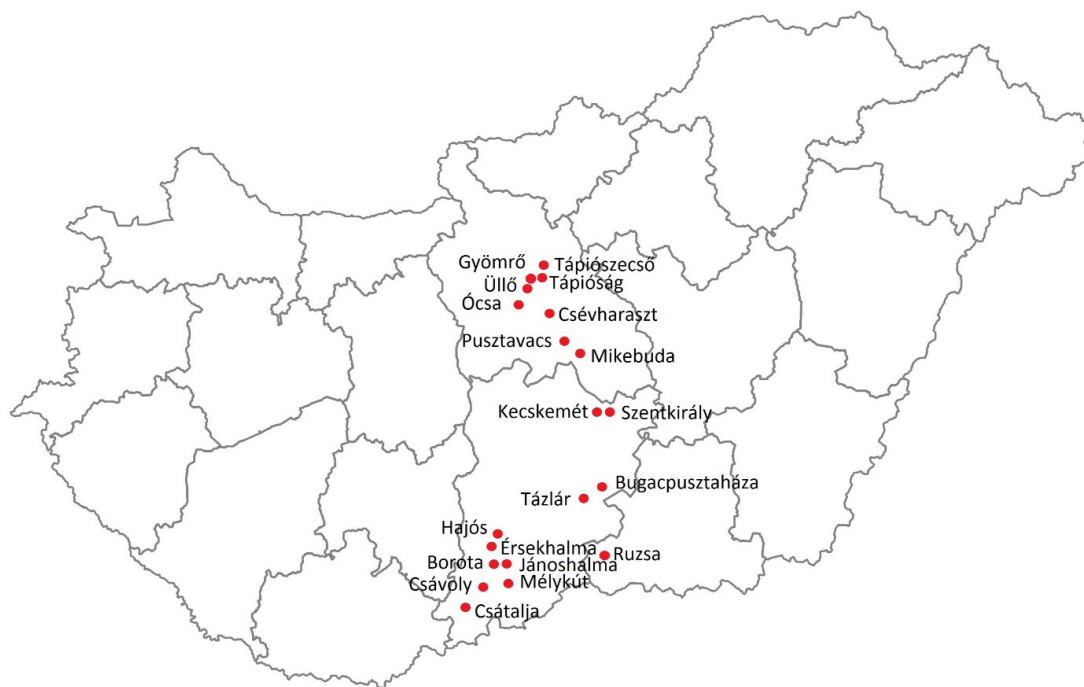 Gyömrő
Tápiószecső
Üllő
Tápióság
Ócsa
Csévharaszt
Pusztavacs
Mikebuda
Kecskemét
Szentkirály
Bugacpusztaháza
Tázlár
Hajós
Érsekhalma
Ruzsa
Boróta
Jánoshalma
Csávoly
Mélykút
Csátalja